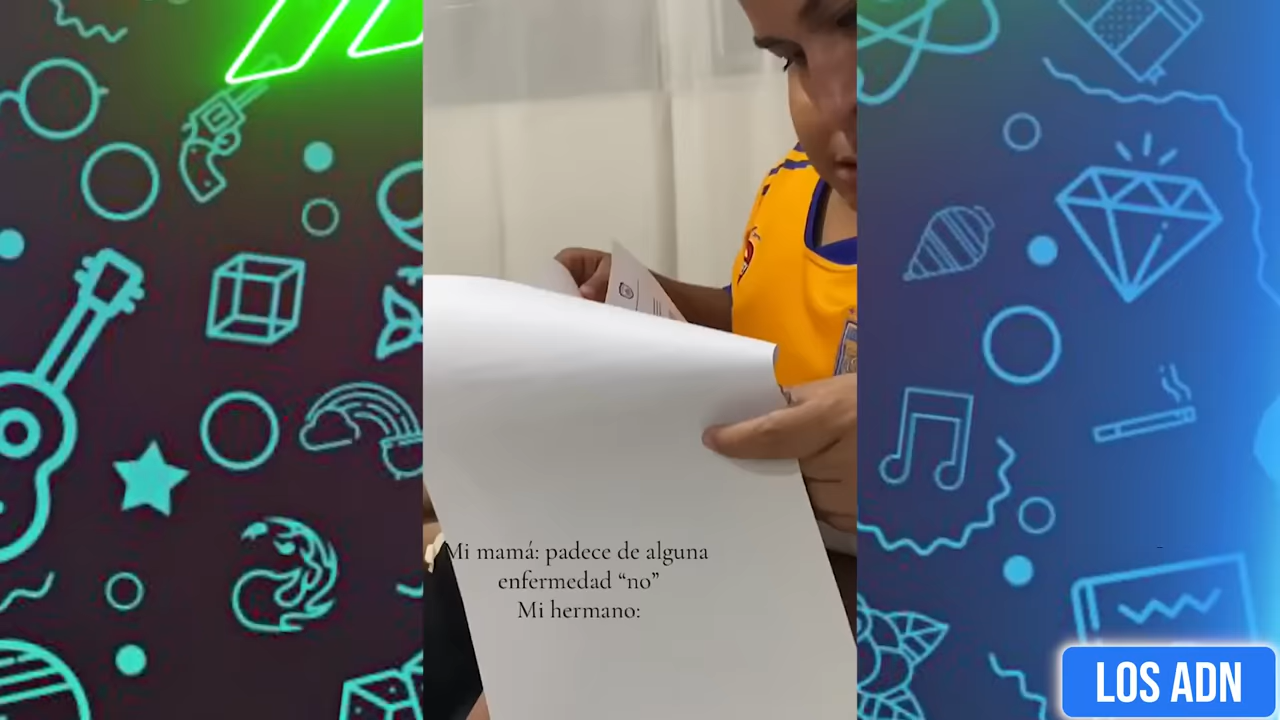 Mi mamá: padece de alguna
enfermedad “no”
Mi hermano:
LOS ADN